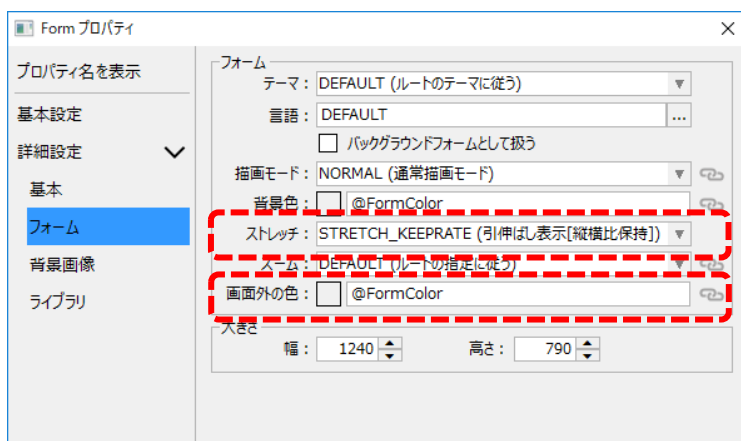 Form プロパティ
プロパティ名を表示
基本設定
詳細設定
基本
フォーム
背景画像
ライブラリ
フォーム
テーマ： DEFAULT (ルートのテーマに従う)
言語： DEFAULT ...
バックグラウンドフォームとして扱う
描画モード： NORMAL (通常描画モード)
背景色： @FormColor
ストレッチ： STRETCH_KEEPRATE (引伸ばし表示[縦横比保持])
ズーム： DEFAULT (ルートの指定に従う)
画面外の色： @FormColor
大きさ
幅： 1240 高さ： 790